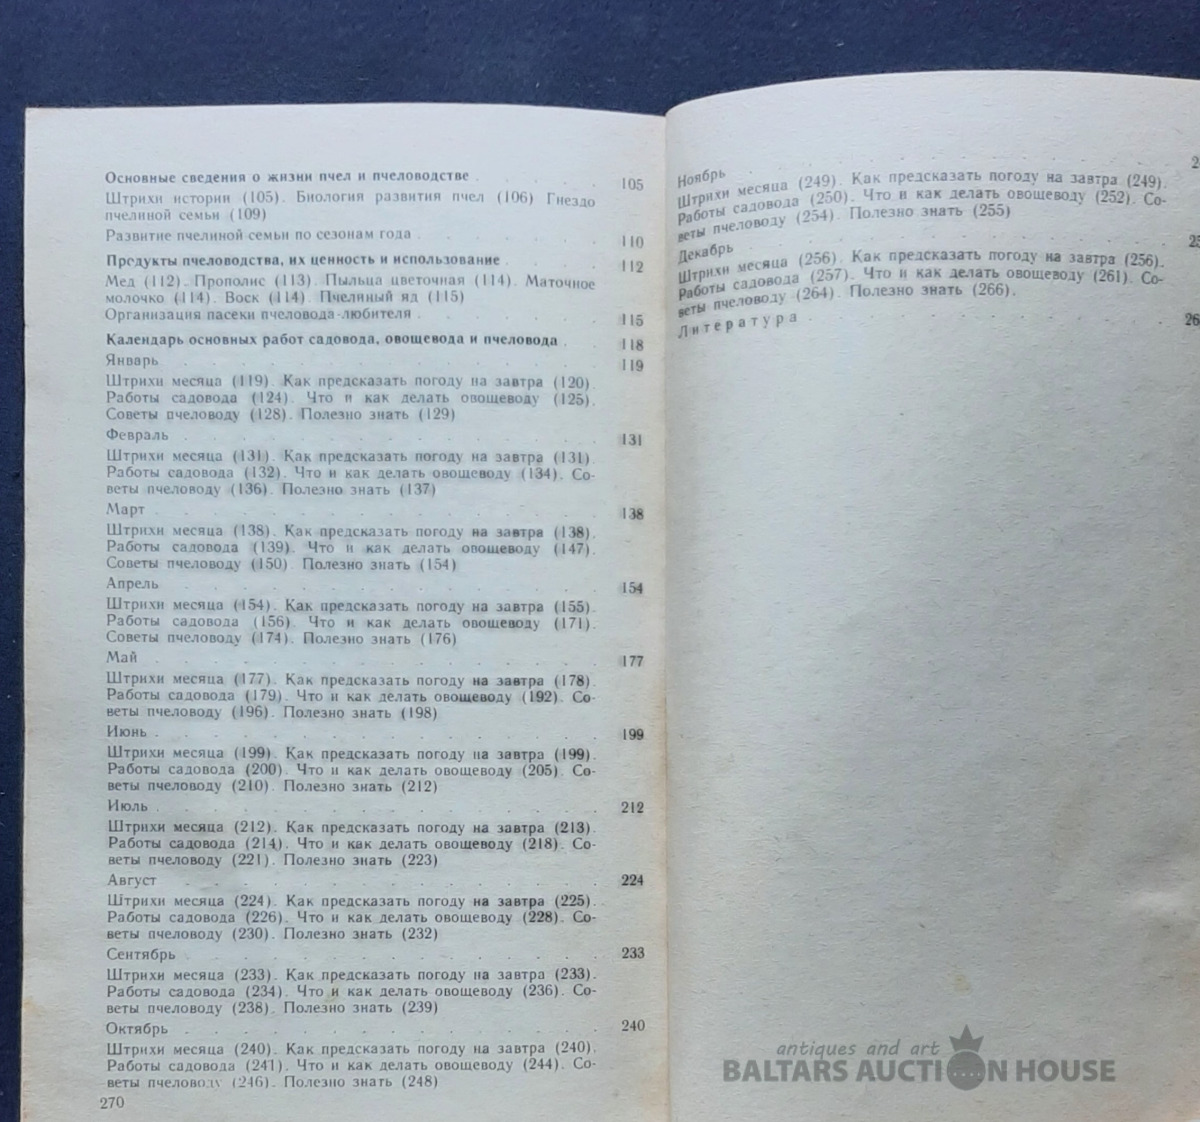 Основные сведения о жизни пчел и пчеловодстве . 105
Штрихи истории (105). Биология развития пчел (106) Гнездо
пчелиной семьи (109)
Развитие пчелиной семьи по сезонам года . . . . . 110
Продукты пчеловодства, их ценность и использование . . 112
Мед (112). Прополис (113). Пыльца цветочная (114). Маточное
молочко (114). Воск (114). Пчелиный яд (115)
Организация пасеки пчеловода-любителя . . . . . 115
Календарь основных работ садовода, овощевода и пчеловода . 118
Январь . . . . . 119
Штрихи месяца (119). Как предсказать погоду на завтра (120).
Работы садовода (124). Что и как делать овощеводу (125).
Советы пчеловоду (128). Полезно знать (129)
Февраль . . . . . 131
Штрихи месяца (131). Как предсказать погоду на завтра (131).
Работы садовода (132). Что и как делать овощеводу (134). Со-
веты пчеловоду (136). Полезно знать (137)
Март . . . . . 138
Штрихи месяца (138). Как предсказать погоду на завтра (138).
Работы садовода (139). Что и как делать овощеводу (147).
Советы пчеловоду (150). Полезно знать (154)
Апрель . . . . . 154
Штрихи месяца (154). Как предсказать погоду на завтра (155).
Работы садовода (156). Что и как делать овощеводу (171).
Советы пчеловоду (174). Полезно знать (176)
Май . . . . . 177
Штрихи месяца (177). Как предсказать погоду на завтра (178).
Работы садовода (179). Что и как делать овощеводу (192). Со-
веты пчеловоду (196). Полезно знать (198)
Июнь . . . . . 199
Штрихи месяца (199). Как предсказать погоду на завтра (199).
Работы садовода (200). Что и как делать овощеводу (205). Со-
веты пчеловоду (210). Полезно знать (212)
Июль . . . . . 212
Штрихи месяца (212). Как предсказать погоду на завтра (213).
Работы садовода (214). Что и как делать овощеводу (218). Со-
веты пчеловоду (221). Полезно знать (223)
Август . . . . . 224
Штрихи месяца (224). Как предсказать погоду на завтра (225).
Работы садовода (226). Что и как делать овощеводу (228). Со-
веты пчеловоду (230). Полезно знать (232)
Сентябрь . . . . . 233
Штрихи месяца (233). Как предсказать погоду на завтра (233).
Работы садовода (234). Что и как делать овощеводу (236). Со-
веты пчеловоду (238). Полезно знать (239)
Октябрь . . . . . 240
Штрихи месяца (240). Как предсказать погоду на завтра (240).
Работы садовода (241). Что и как делать овощеводу (244). Со-
веты пчеловоду (246). Полезно знать (248)
270
Ноябрь . . . . .
Штрихи месяца (249). Как предсказать погоду на завтра (249).
Работы садовода (250). Что и как делать овощеводу (252). Со-
веты пчеловоду (254). Полезно знать (255)
Декабрь . . . . .
Штрихи месяца (256). Как предсказать погоду на завтра (256).
Работы садовода (257). Что и как делать овощеводу (261). Со-
веты пчеловоду (264). Полезно знать (266).
Литература . . . . .
antiques and art
BALTARS AUCTION HOUSE